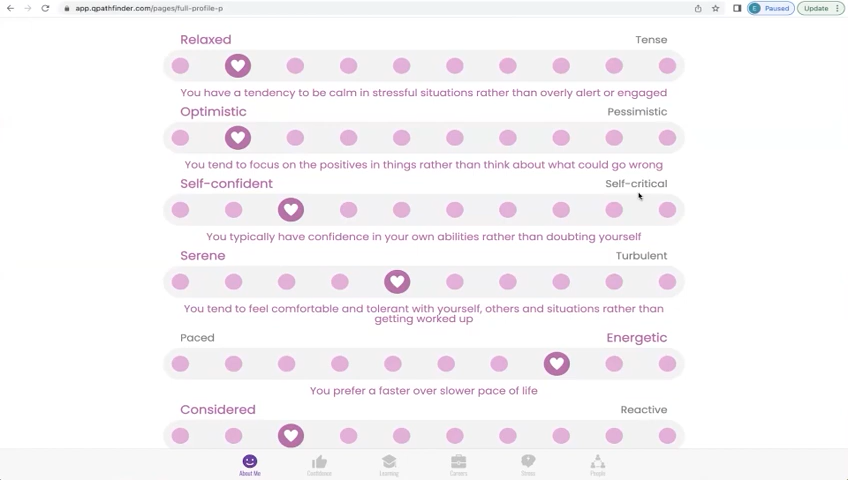 app.qpathfinder.com/pages/full-profile-p
Paused
Update
Relaxed Tense
You have a tendency to be calm in stressful situations rather than overly alert or engaged
Optimistic Pessimistic
You tend to focus on the positives in things rather than think about what could go wrong
Self-confident Self-critical
You typically have confidence in your own abilities rather than doubting yourself
Serene Turbulent
You tend to feel comfortable and tolerant with yourself, others and situations rather than
getting worked up
Paced Energetic
You prefer a faster over slower pace of life
Considered Reactive
About Me Confidence Learning Careers Stress People